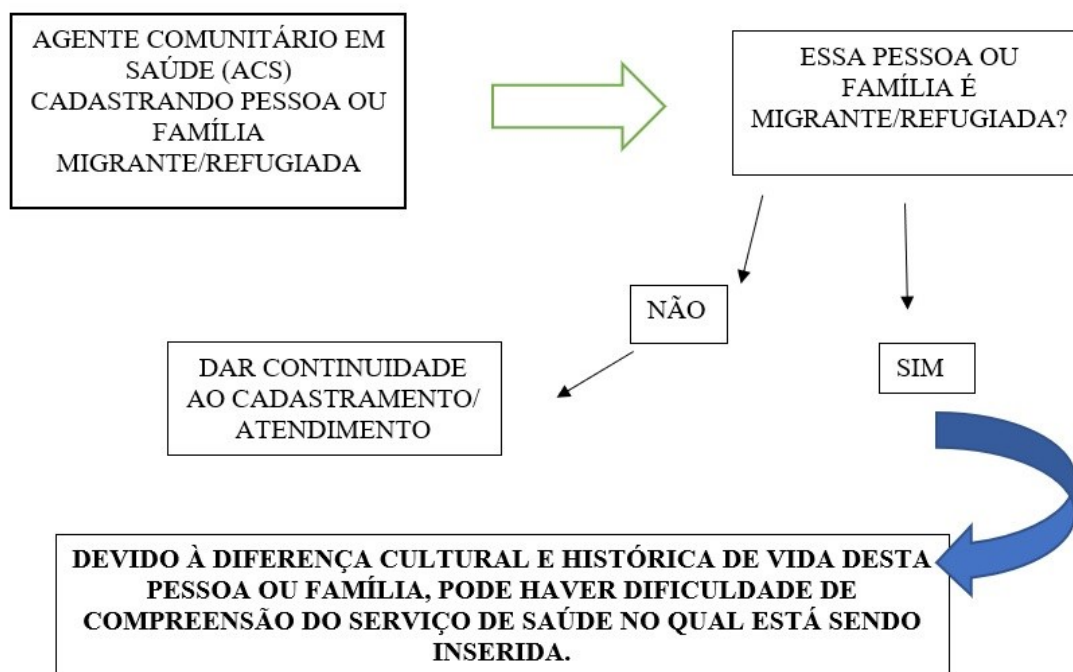 AGENTE COMUNITÁRIO EM
SAÚDE (ACS)
CADASTRANDO PESSOA OU
FAMÍLIA
MIGRANTE/REFUGIADA
ESSA PESSOA OU
FAMÍLIA É
MIGRANTE/REFUGIADA?
NÃO
SIM
DAR CONTINUIDADE
AO CADASTRAMENTO/
ATENDIMENTO
DEVIDO À DIFERENÇA CULTURAL E HISTÓRICA DE VIDA DESTA
PESSOA OU FAMÍLIA, PODE HAVER DIFICULDADE DE
COMPREENSÃO DO SERVIÇO DE SAÚDE NO QUAL ESTÁ SENDO
INSERIDA.